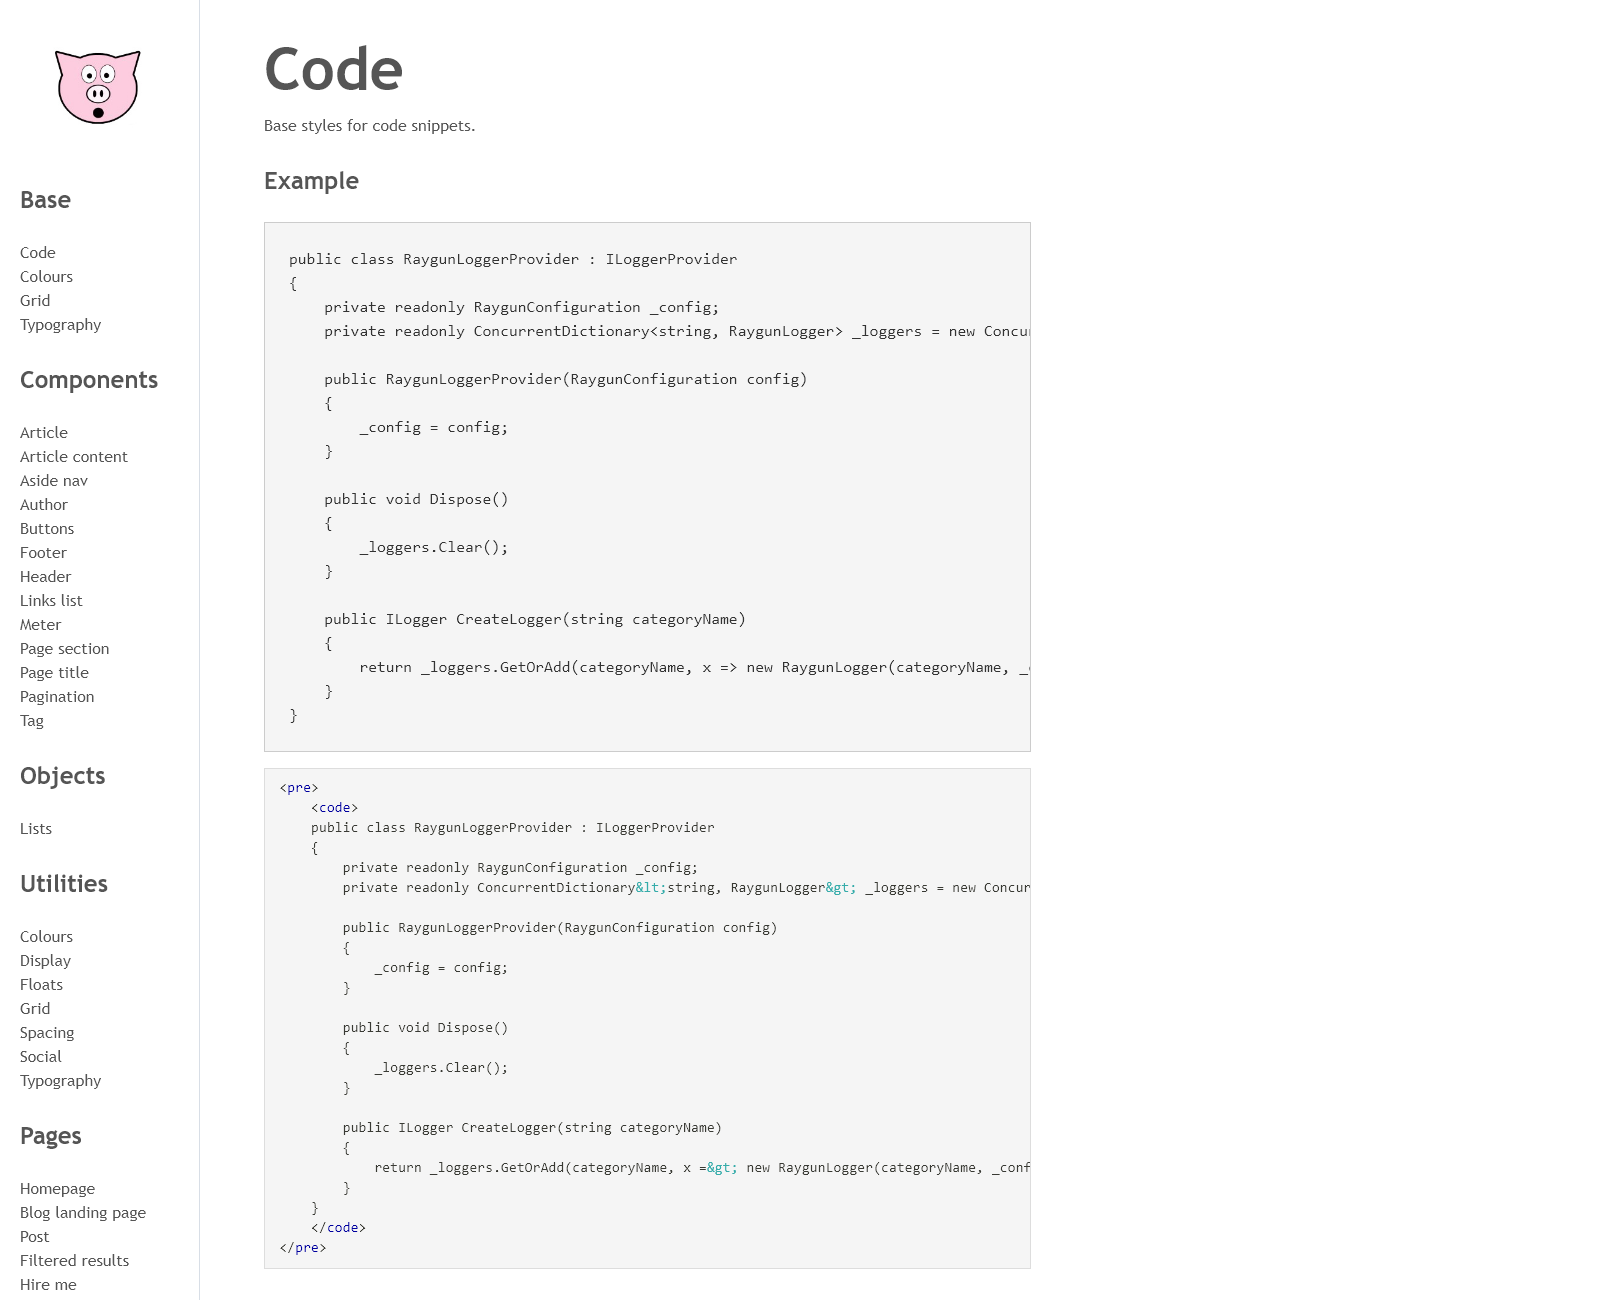 Base
Code
Colours
Grid
Typography
Components
Article
Article content
Aside nav
Author
Buttons
Footer
Header
Links list
Meter
Page section
Page title
Pagination
Tag
Objects
Lists
Utilities
Colours
Display
Floats
Grid
Spacing
Social
Typography
Pages
Homepage
Blog landing page
Post
Filtered results
Hire me
Code
Base styles for code snippets.
Example
public class RaygunLoggerProvider : ILoggerProvider
{
    private readonly RaygunConfiguration _config;
    private readonly ConcurrentDictionary<string, RaygunLogger> _loggers = new Concu
    public RaygunLoggerProvider(RaygunConfiguration config)
    {
        _config = config;
    }
    public void Dispose()
    {
        _loggers.Clear();
    }
    public ILogger CreateLogger(string categoryName)
    {
        return _loggers.GetOrAdd(categoryName, x => new RaygunLogger(categoryName, _
    }
}
<pre>
    <code>
    public class RaygunLoggerProvider : ILoggerProvider
    {
        private readonly RaygunConfiguration _config;
        private readonly ConcurrentDictionary&lt;string, RaygunLogger&gt; _loggers = new Concur
        public RaygunLoggerProvider(RaygunConfiguration config)
        {
            _config = config;
        }
        public void Dispose()
        {
            _loggers.Clear();
        }
        public ILogger CreateLogger(string categoryName)
        {
            return _loggers.GetOrAdd(categoryName, x =&gt; new RaygunLogger(categoryName, _conf
        }
    }
    </code>
</pre>